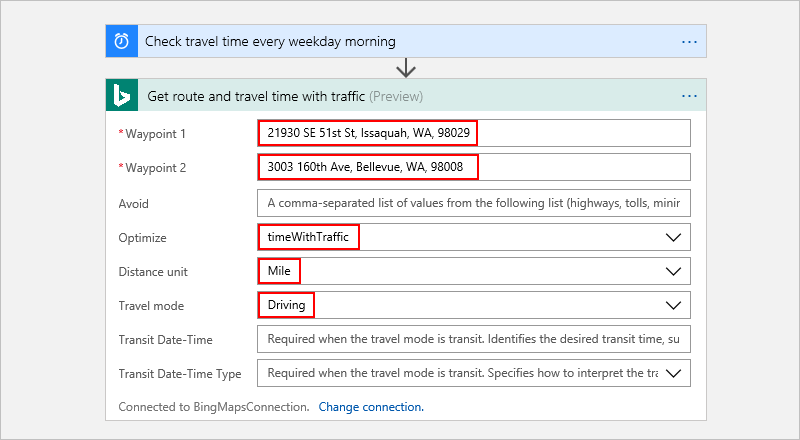 Check travel time every weekday morning ...
Get route and travel time with traffic (Preview) ...
*Waypoint 1 21930 SE 51st St, Issaquah, WA, 98029
*Waypoint 2 3003 160th Ave, Bellevue, WA, 98008
Avoid A comma-separated list of values from the following list (highways, tolls,
Optimize timeWithTraffic
Distance unit Mile
Travel mode Driving
Transit Date-Time Required when the travel mode is transit. Identifies the desired transit time,
Transit Date-Time Type Required when the travel mode is transit. Specifies how to interpret the
Connected to BingMapsConnection. Change connection.